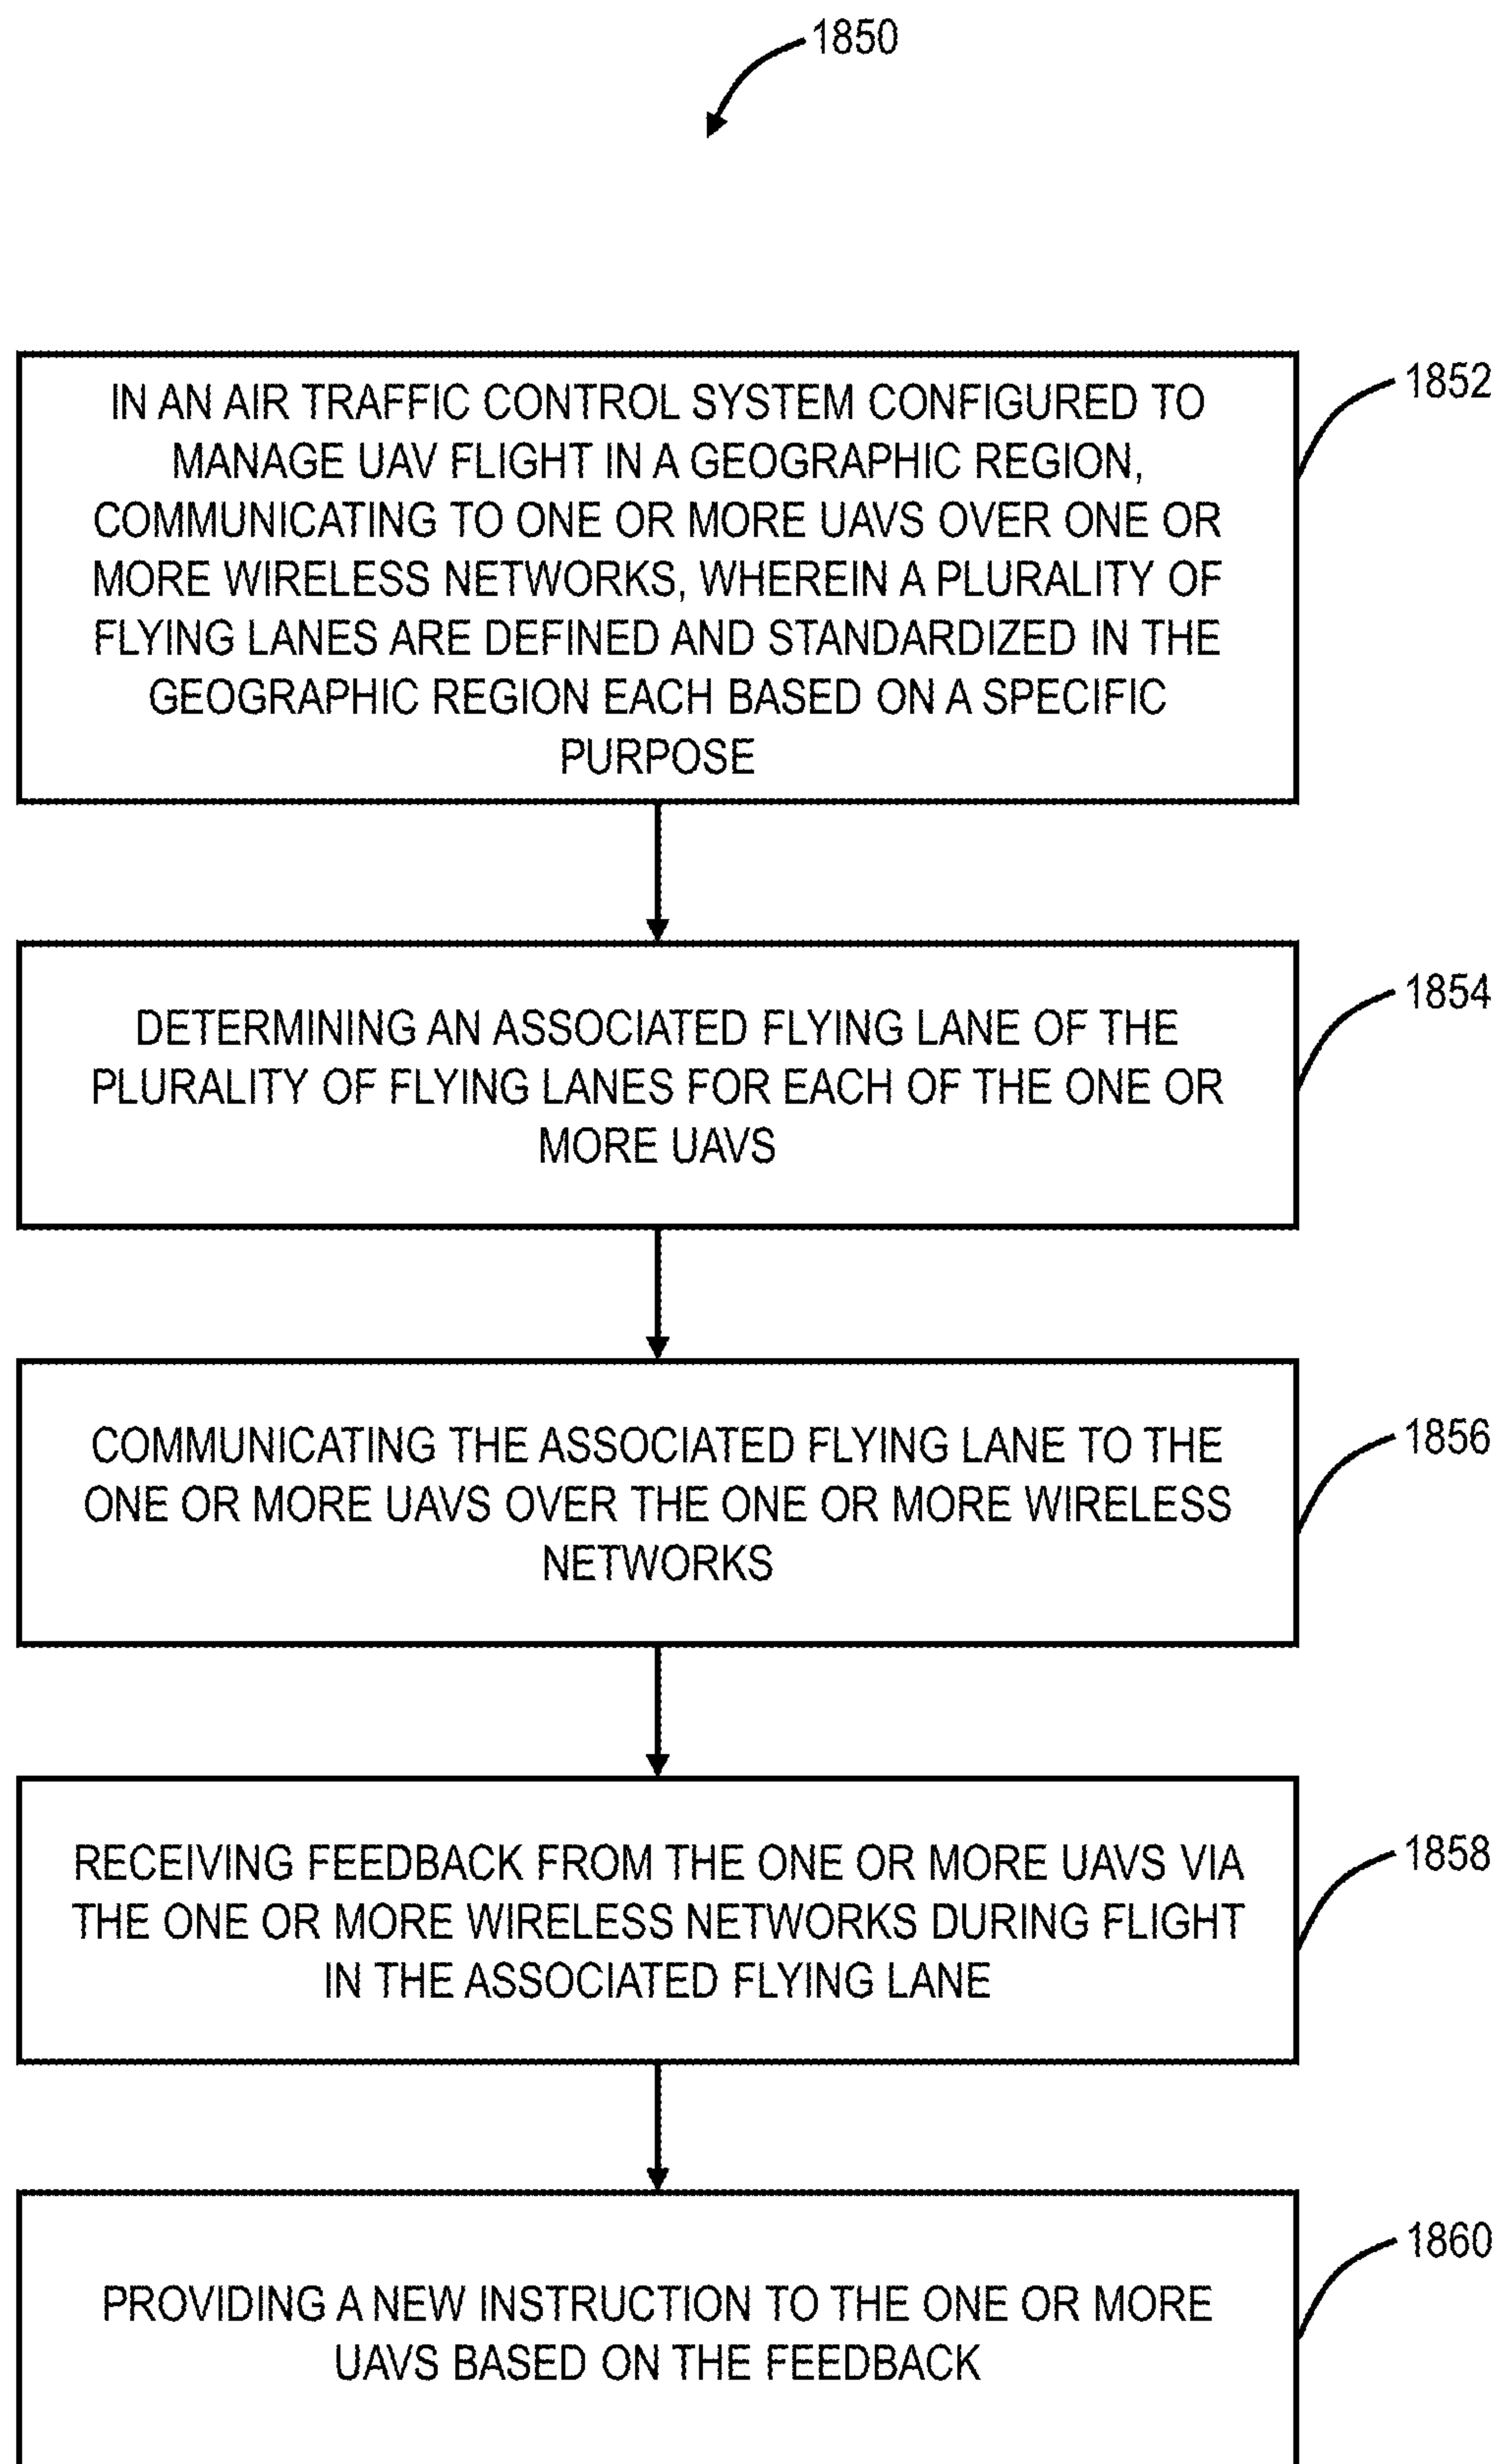 1850
IN AN AIR TRAFFIC CONTROL SYSTEM CONFIGURED TO
MANAGE UAV FLIGHT IN A GEOGRAPHIC REGION,
COMMUNICATING TO ONE OR MORE UAVS OVER ONE OR
MORE WIRELESS NETWORKS, WHEREIN A PLURALITY OF
FLYING LANES ARE DEFINED AND STANDARDIZED IN THE
GEOGRAPHIC REGION EACH BASED ON A SPECIFIC
PURPOSE
1852
DETERMINING AN ASSOCIATED FLYING LANE OF THE
PLURALITY OF FLYING LANES FOR EACH OF THE ONE OR
MORE UAVS
1854
COMMUNICATING THE ASSOCIATED FLYING LANE TO THE
ONE OR MORE UAVS OVER THE ONE OR MORE WIRELESS
NETWORKS
1856
RECEIVING FEEDBACK FROM THE ONE OR MORE UAVS VIA
THE ONE OR MORE WIRELESS NETWORKS DURING FLIGHT
IN THE ASSOCIATED FLYING LANE
1858
PROVIDING A NEW INSTRUCTION TO THE ONE OR MORE
UAVS BASED ON THE FEEDBACK
1860